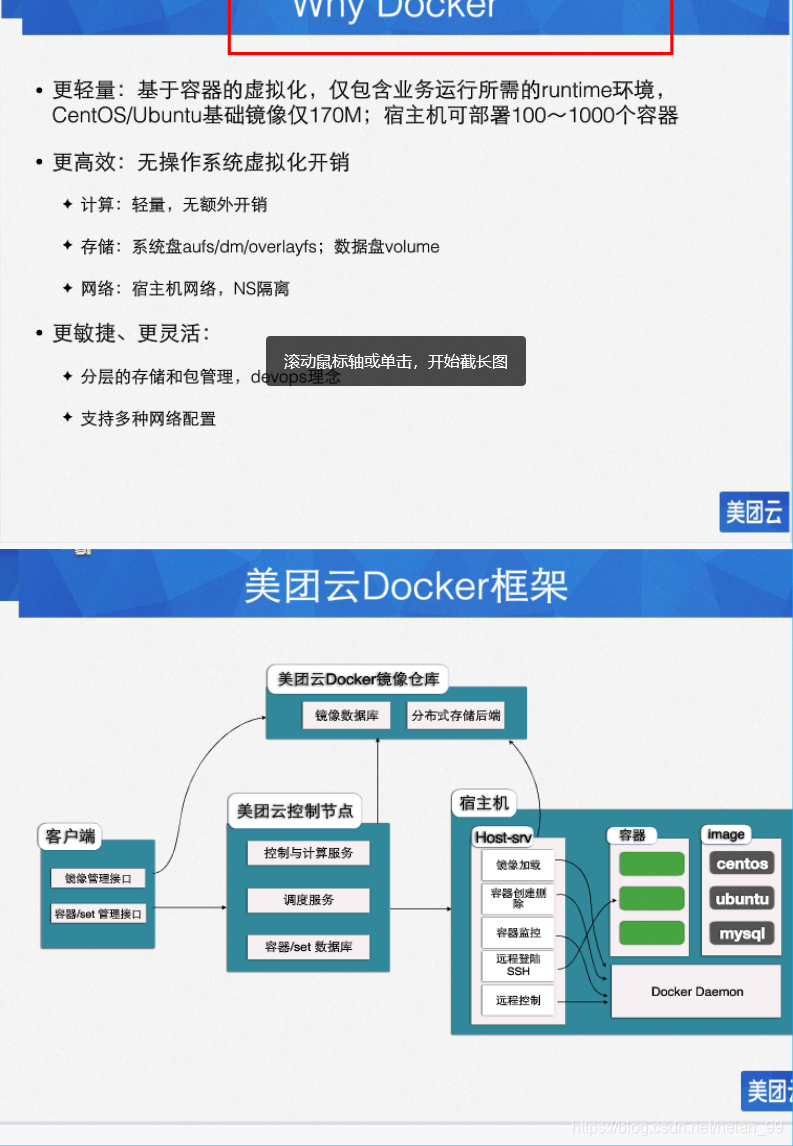 Why Docker
• 更轻量：基于容器的虚拟化，仅包含业务运行所需的runtime环境，
CentOS/Ubuntu基础镜像仅170M；宿主机可部署100～1000个容器
• 更高效：无操作系统虚拟化开销
✦ 计算：轻量，无额外开销
✦ 存储：系统盘aufs/dm/overlayfs；数据盘volume
✦ 网络：宿主机网络，NS隔离
• 更敏捷、更灵活：
滚动鼠标轴或单击，开始截长图
✦ 分层的存储和包管理，devops理念
✦ 支持多种网络配置
美团云
美团云Docker框架
美团云Docker镜像仓库
镜像数据库
分布式存储后端
客户端
镜像管理接口
容器/set 管理接口
美团云控制节点
控制与计算服务
调度服务
容器/set 数据库
宿主机
Host-srv
镜像加载
容器创建删
除
容器监控
远程登陆
SSH
远程控制
容器
image
centos
ubuntu
mysql
Docker Daemon
美团云